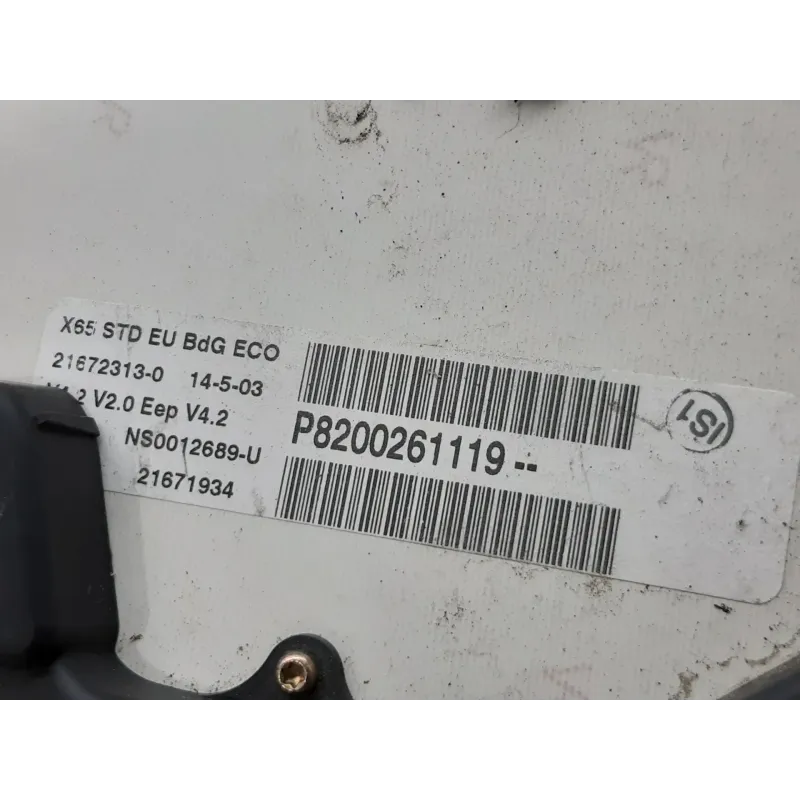 X65 STD EU BdG ECO
21672313-0 14-5-03
V2.0 Eep V4.2
NS0012689-U
21671934
P8200261119--
IS1